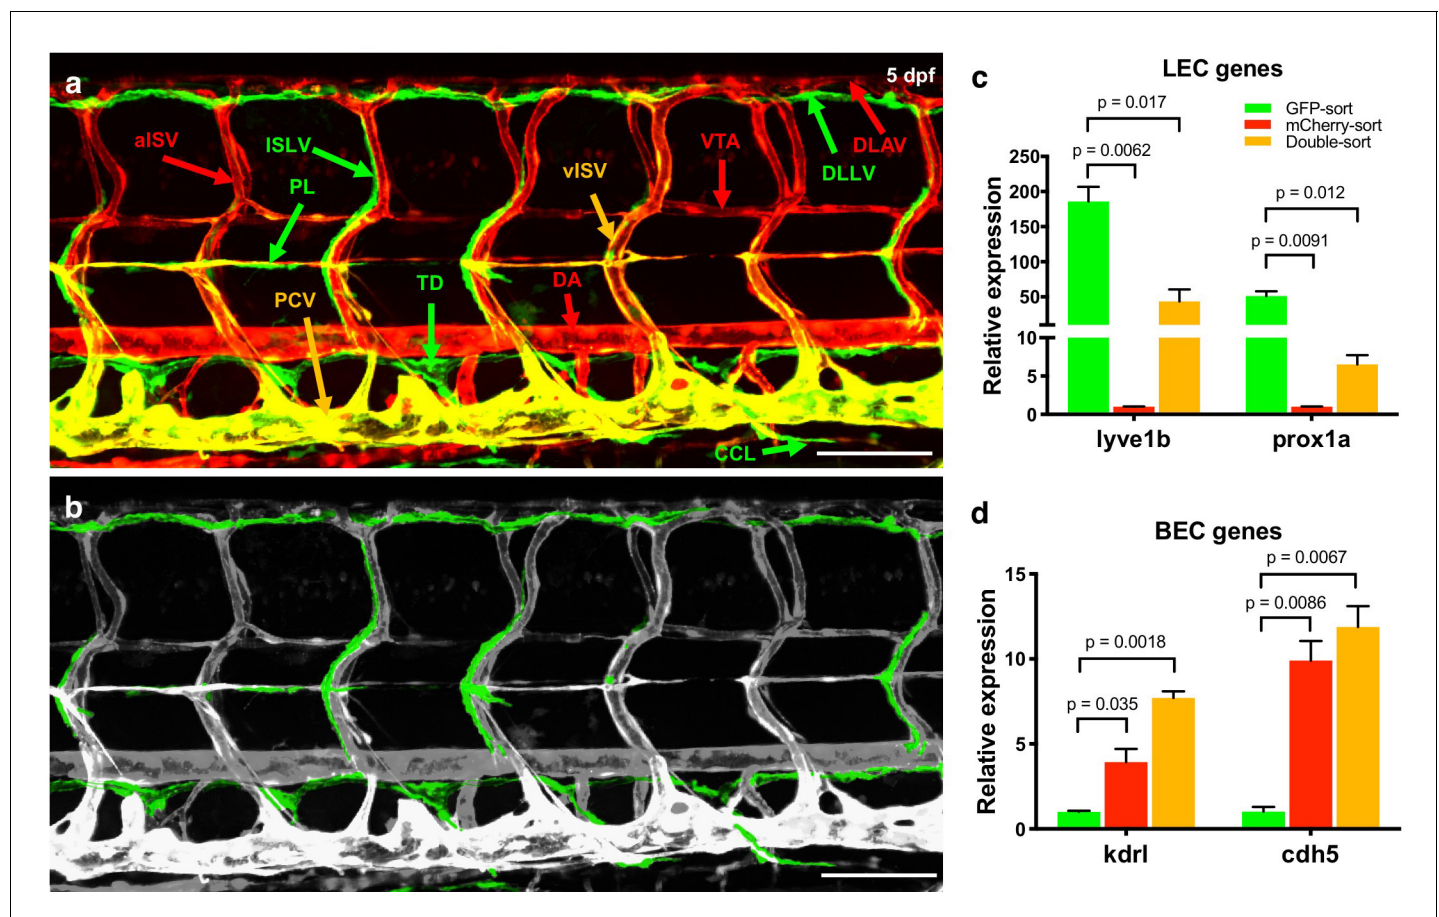 a
5 dpf
aISV
ISLV
PL
vISV
VTA
DLLV
DLAV
PCV
TD
DA
CCL
b
c
LEC genes
GFP-sort
mCherry-sort
Double-sort
p = 0.017
p = 0.0062
p = 0.012
p = 0.0091
Relative expression
250
200
150
100
50
10
5
0
lyve1b
prox1a
d
BEC genes
p = 0.0067
p = 0.0086
p = 0.0018
p = 0.035
Relative expression
15
10
5
0
kdrl
cdh5